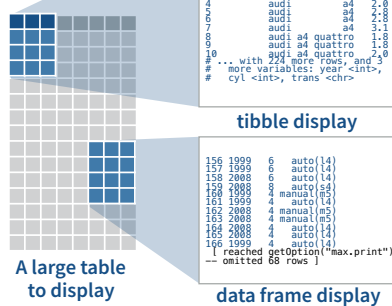 4 audi a4 2.0
5 audi a4 2.8
6 audi a4 2.8
7 audi a4 3.1
8 audi a4 quattro 1.8
9 audi a4 quattro 1.8
10 audi a4 quattro 2.0
# ... with 224 more rows, and 3
# more variables: year <int>,
# cyl <int>, trans <chr>
tibble display
156 1999 6 auto(l4)
157 1999 6 auto(l4)
158 2008 6 auto(l4)
159 2008 8 auto(s4)
160 1999 4 manual(m5)
161 1999 4 auto(l4)
162 2008 4 manual(m5)
163 2008 4 manual(m5)
164 2008 4 auto(l4)
165 2008 4 auto(l4)
166 1999 4 auto(l4)
[ reached getOption("max.print")
-- omitted 68 rows ]
A large table
to display
data frame display